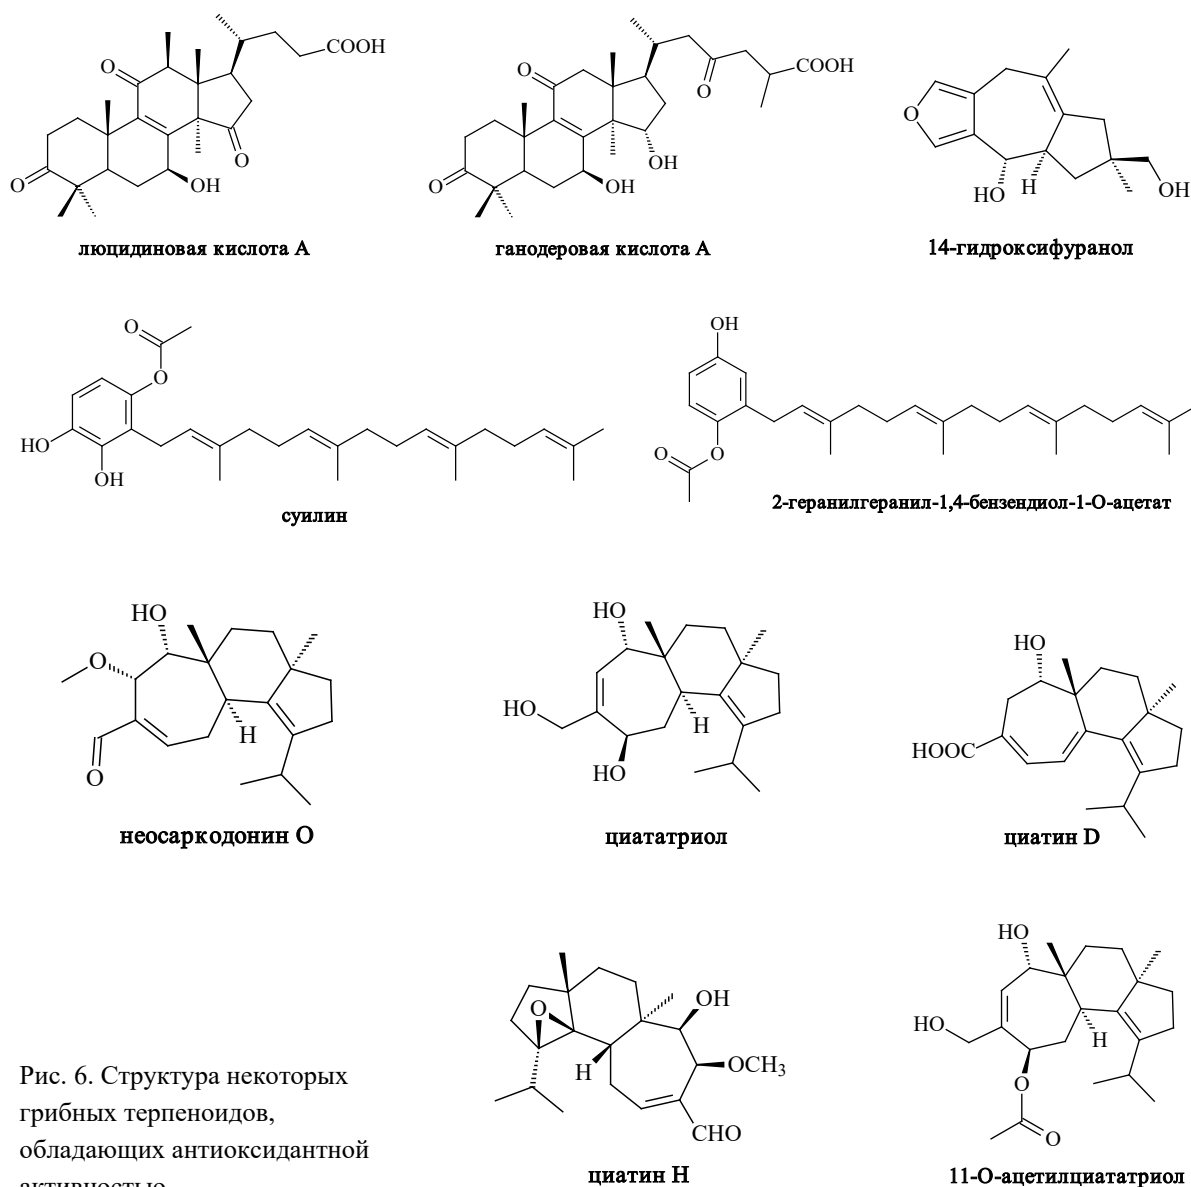 COOH
O
O
OH
O
люцидиновая кислота А
O
O
COOH
O
OH
OH
ганодеровая кислота А
O
HO
H
OH
14-гидроксифуранол
O
O
HO
OH
суилин
OH
O
O
2-геранилгеранил-1,4-бензендиол-1-О-ацетат
HO
O
H
O
неосаркодонин О
HO
HO
H
HO
циататриол
HO
HOOC
циатин D
O
OH
H
OCH3
CHO
циатин H
HO
HO
H
O
O
11-О-ацетилциататриол
Рис. 6. Структура некоторых
грибных терпеноидов,
обладающих антиоксидантной
активностью